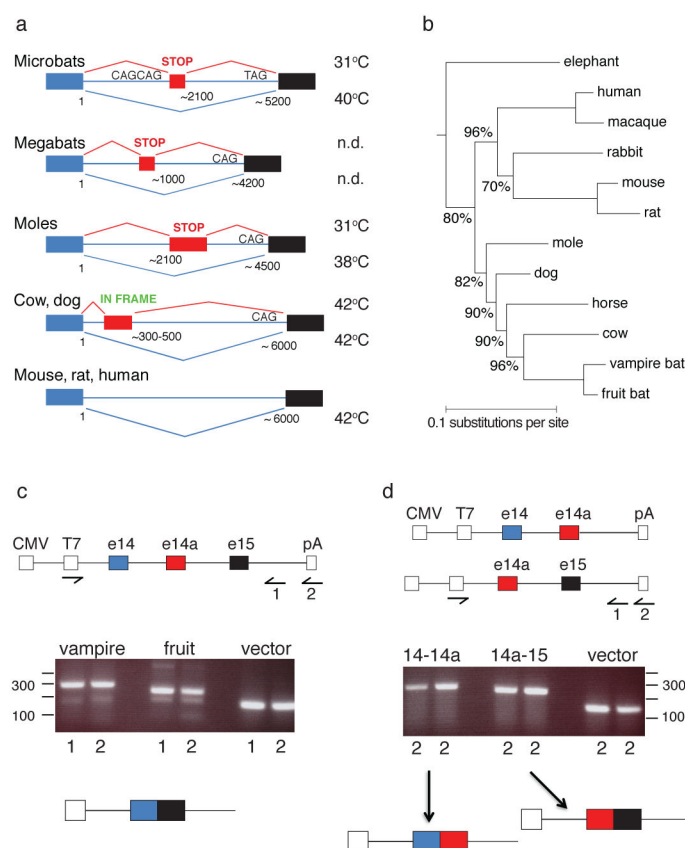 a
Microbats
STOP
CAGCAG
TAG
31°C
1
~2100
~5200
40°C
Megabats
STOP
CAG
n.d.
1
~1000
~4200
n.d.
Moles
STOP
CAG
31°C
1
~2100
~4500
38°C
Cow, dog
IN FRAME
CAG
42°C
1
~300-500
~6000
42°C
Mouse, rat, human
1
~6000
42°C
b
elephant
human
96%
macaque
rabbit
70%
mouse
80%
rat
mole
82%
dog
90%
horse
90%
cow
96%
vampire bat
fruit bat
0.1 substitutions per site
c
CMV T7 e14 e14a e15 pA
1 2
vampire fruit vector
300
100
1 2 1 2 1 2
d
CMV T7 e14 e14a pA
e14a e15
1 2
14-14a 14a-15 vector
300
100
2 2 2 2 2 2